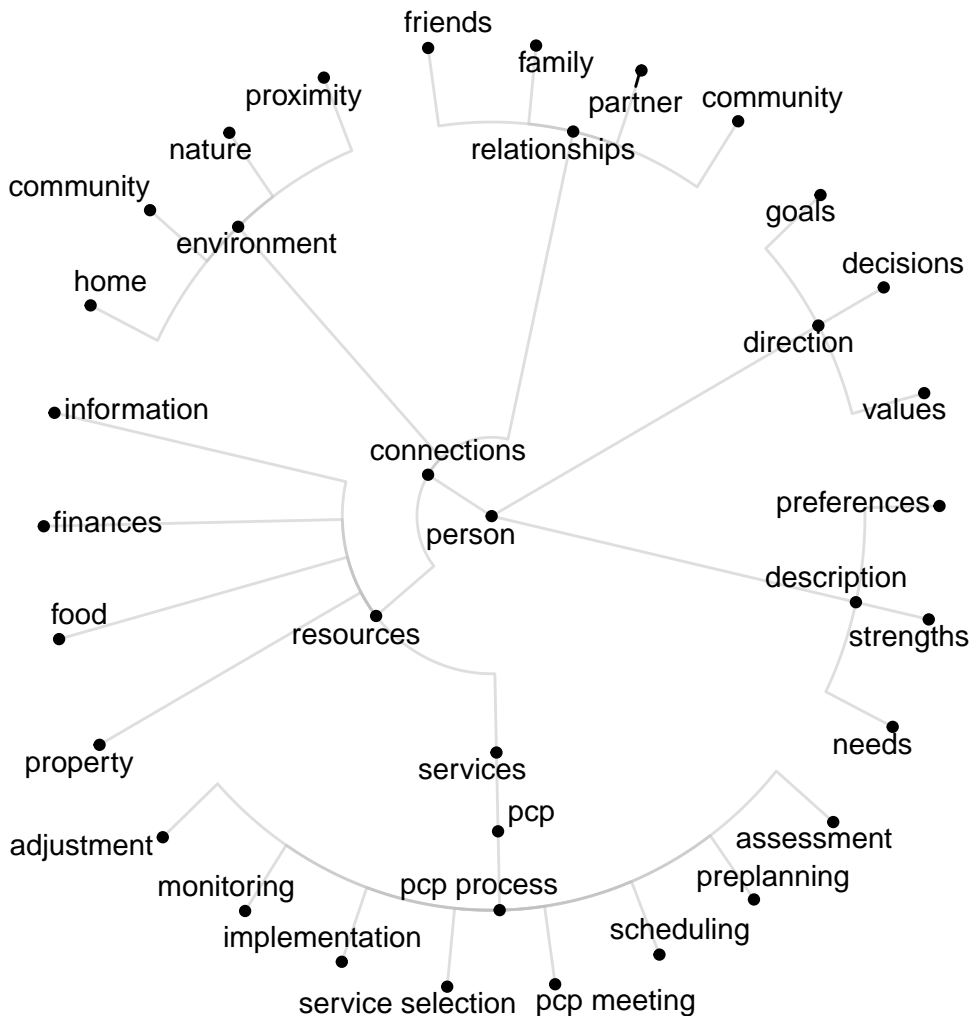 friends
family
proximity
partner
community
nature
relationships
community
goals
environment
decisions
home
direction
information
values
connections
preferences
finances
person
description
food
resources
strengths
needs
property
services
pcp
adjustment
assessment
monitoring
pcp process
preplanning
implementation
scheduling
service selection
pcp meeting